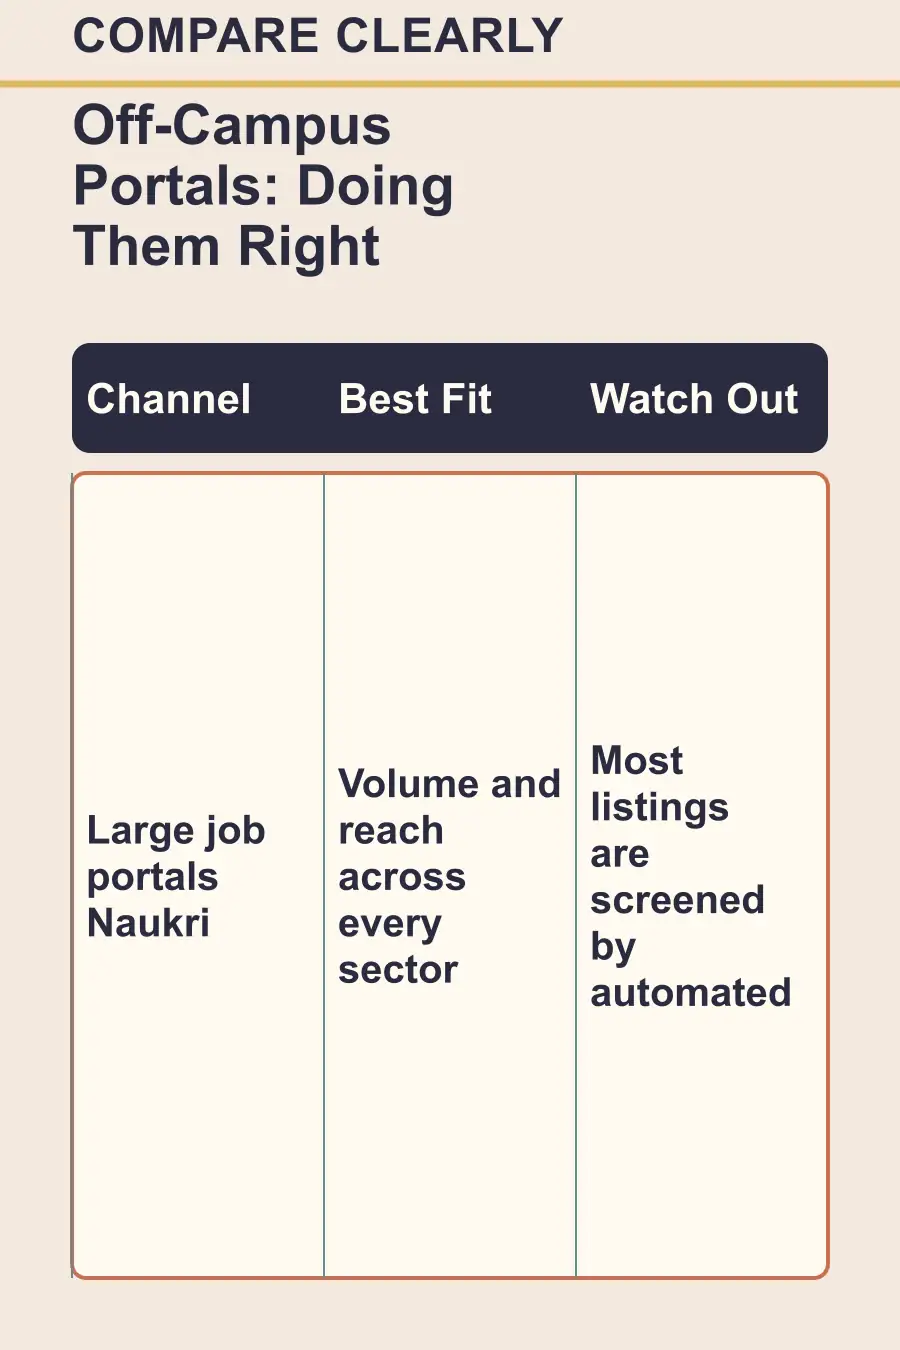 COMPARE CLEARLY
Off-Campus
Portals: Doing
Them Right
Channel
Best Fit
Watch Out
Large job
portals
Naukri
Volume and
reach
across
every
sector
Most
listings
are
screened
by
automated